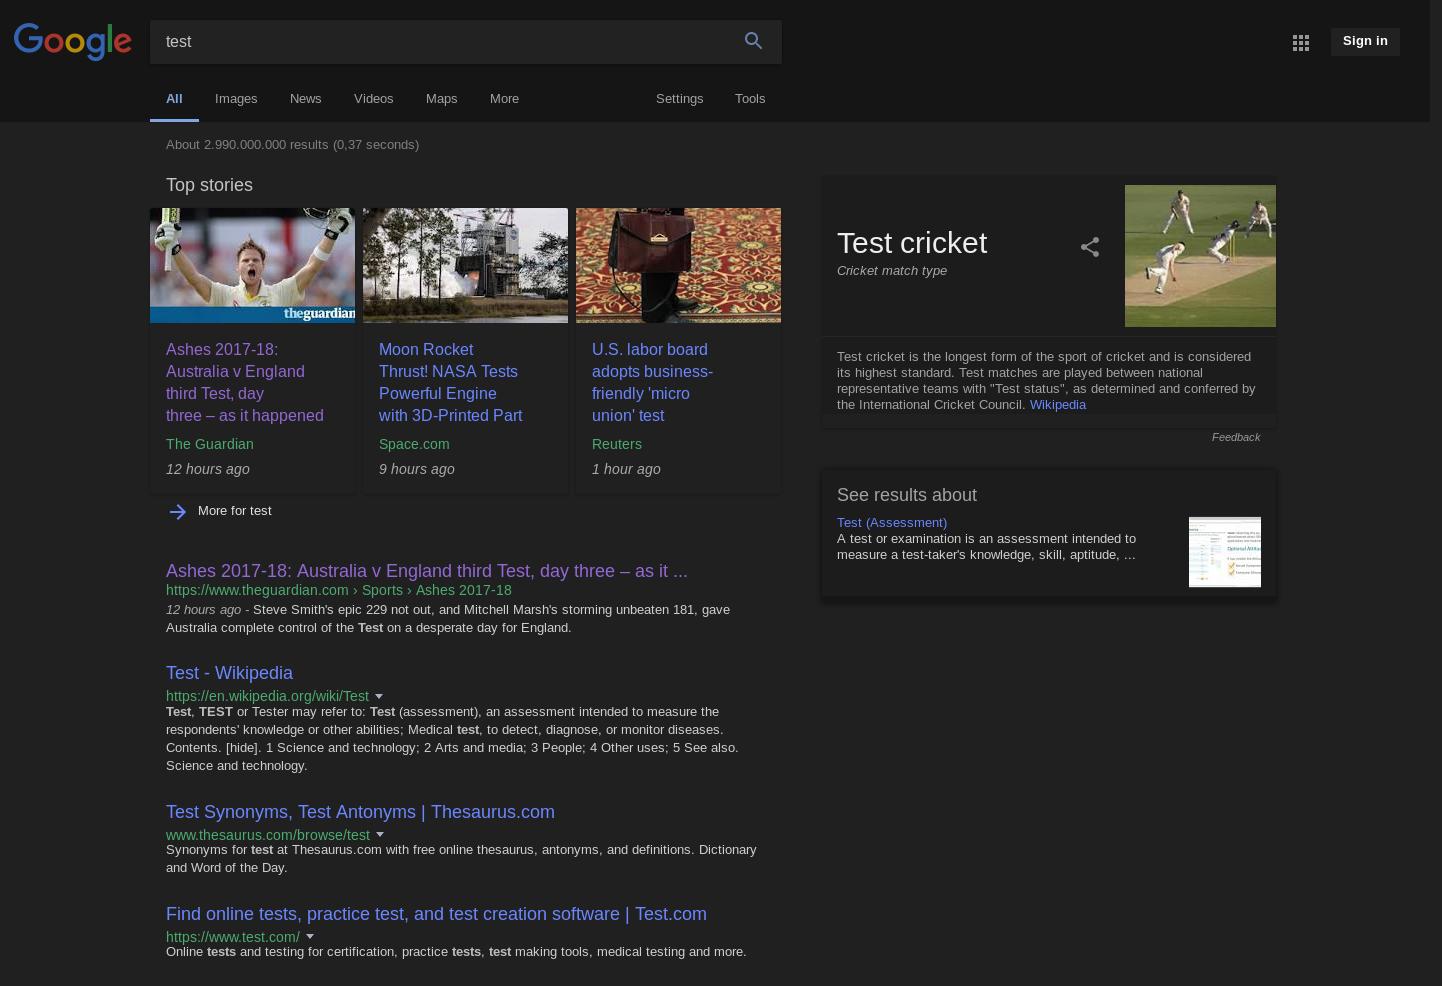 Google
test
Sign in
All
Images
News
Videos
Maps
More
Settings
Tools
About 2.990.000.000 results (0,37 seconds)
Top stories
theguardian
Ashes 2017-18:
Australia v England
third Test, day
three – as it happened
The Guardian
12 hours ago
Moon Rocket
Thrust! NASA Tests
Powerful Engine
with 3D-Printed Part
Space.com
9 hours ago
U.S. labor board
adopts business-
friendly 'micro
union' test
Reuters
1 hour ago
More for test
Ashes 2017-18: Australia v England third Test, day three – as it ...
https://www.theguardian.com › Sports › Ashes 2017-18
12 hours ago - Steve Smith's epic 229 not out, and Mitchell Marsh's storming unbeaten 181, gave
Australia complete control of the Test on a desperate day for England.
Test - Wikipedia
https://en.wikipedia.org/wiki/Test
Test, TEST or Tester may refer to: Test (assessment), an assessment intended to measure the
respondents' knowledge or other abilities; Medical test, to detect, diagnose, or monitor diseases.
Contents. [hide]. 1 Science and technology; 2 Arts and media; 3 People; 4 Other uses; 5 See also.
Science and technology.
Test Synonyms, Test Antonyms | Thesaurus.com
www.thesaurus.com/browse/test
Synonyms for test at Thesaurus.com with free online thesaurus, antonyms, and definitions. Dictionary
and Word of the Day.
Find online tests, practice test, and test creation software | Test.com
https://www.test.com/
Online tests and testing for certification, practice tests, test making tools, medical testing and more.
Test cricket
Cricket match type
Test cricket is the longest form of the sport of cricket and is considered
its highest standard. Test matches are played between national
representative teams with "Test status", as determined and conferred by
the International Cricket Council. Wikipedia
Feedback
See results about
Test (Assessment)
A test or examination is an assessment intended to
measure a test-taker's knowledge, skill, aptitude, ...